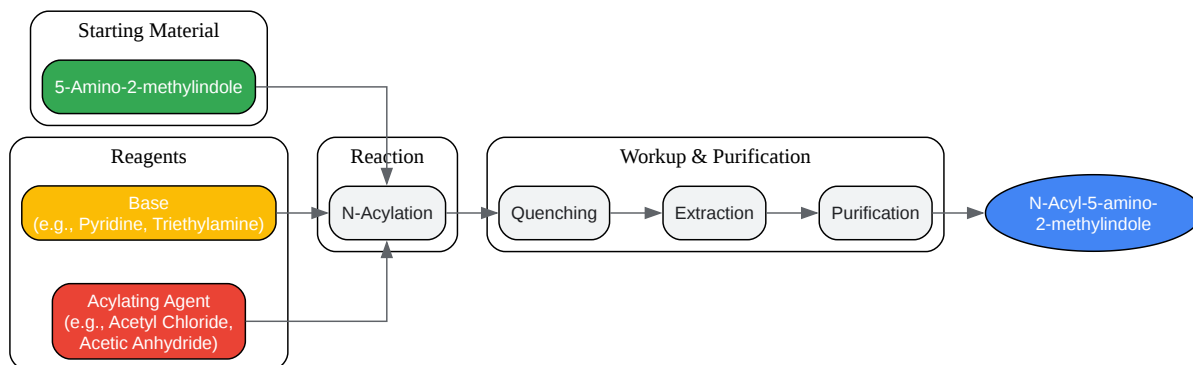 Starting Material
5-Amino-2-methylindole
Reagents
Base
(e.g., Pyridine, Triethylamine)
Acylating Agent
(e.g., Acetyl Chloride,
Acetic Anhydride)
Reaction
N-Acylation
Workup & Purification
Quenching
Extraction
Purification
N-Acyl-5-amino-
2-methylindole